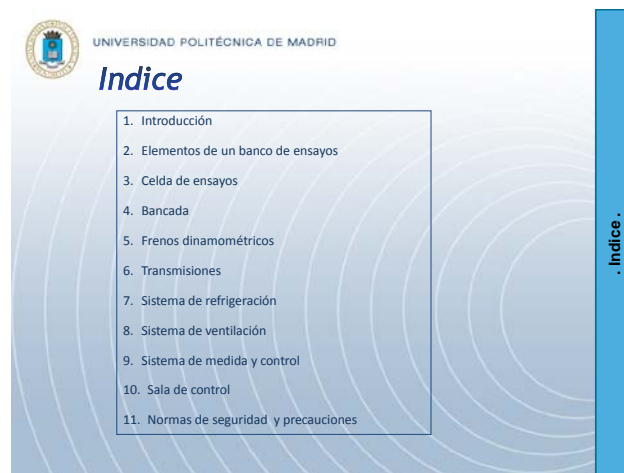 UNIVERSIDAD POLITÉCNICA DE MADRID
Indice
1. Introducción
2. Elementos de un banco de ensayos
3. Celda de ensayos
4. Bancada
5. Frenos dinamométricos
6. Transmisiones
7. Sistema de refrigeración
8. Sistema de ventilación
9. Sistema de medida y control
10. Sala de control
11. Normas de seguridad y precauciones
. Indice .